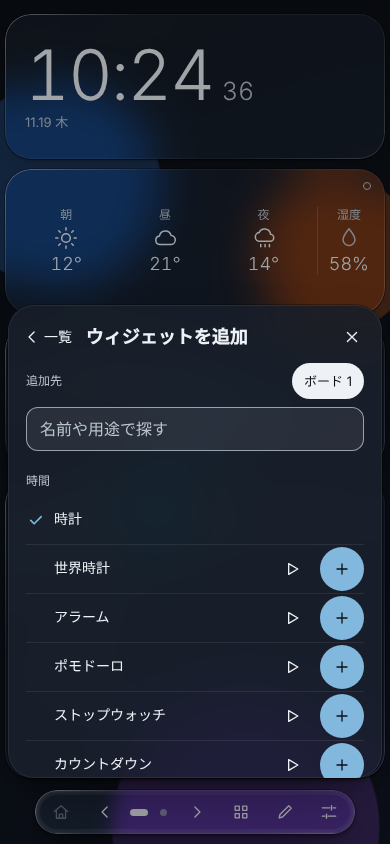 10:24 36
11.19 木
朝 昼 夜 湿度
12° 21° 14° 58%
一覧 ウィジェットを追加
追加先 ボード 1
名前や用途で探す
時間
時計
世界時計
アラーム
ポモドーロ
ストップウォッチ
カウントダウン